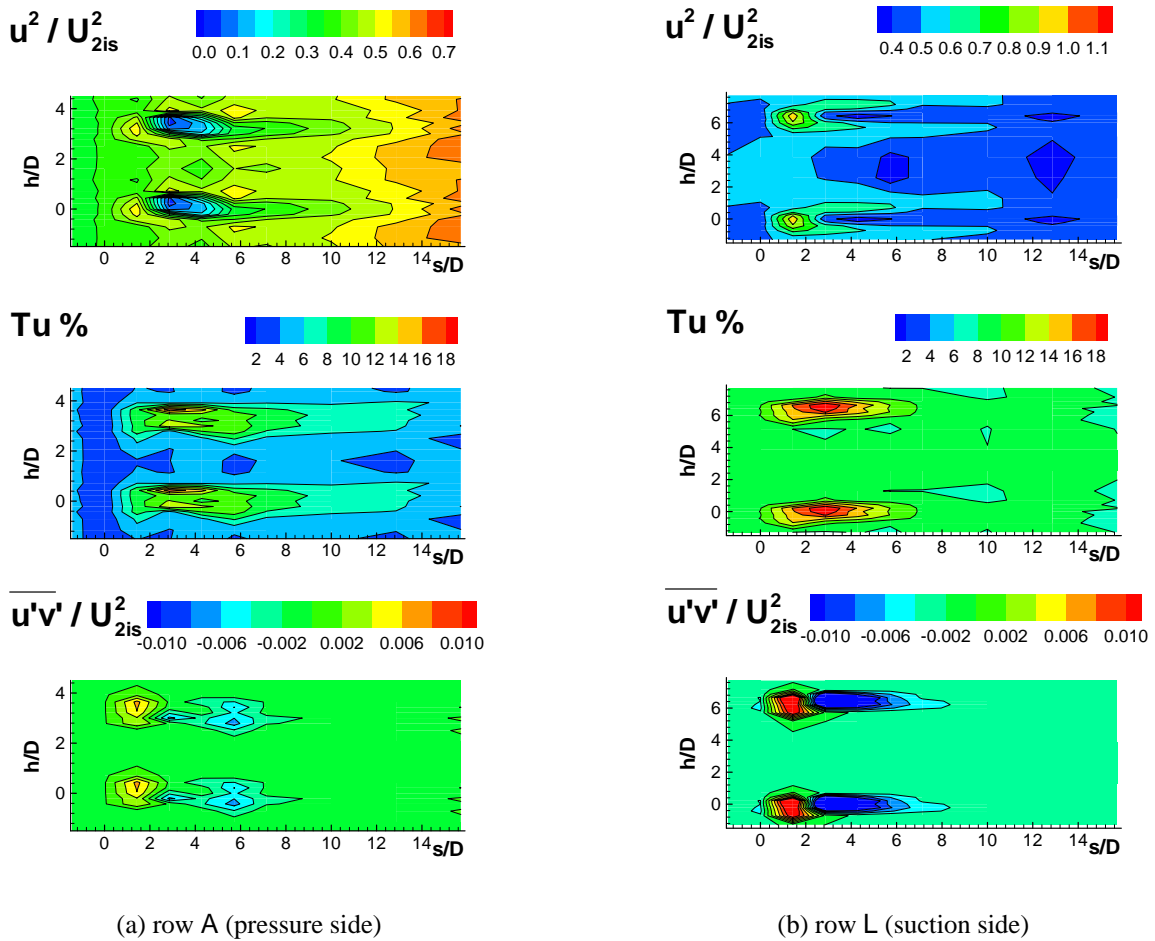 u² / U²₂is
0.0 0.1 0.2 0.3 0.4 0.5 0.6 0.7
h/D
4
2
0
0 2 4 6 8 10 12 14 s/D
Tu %
2 4 6 8 10 12 14 16 18
h/D
4
2
0
0 2 4 6 8 10 12 14 s/D
u'v' / U²₂is
-0.010 -0.006 -0.002 0.002 0.006 0.010
h/D
4
2
0
0 2 4 6 8 10 12 14 s/D
(a) row A (pressure side)
u² / U²₂is
0.4 0.5 0.6 0.7 0.8 0.9 1.0 1.1
h/D
6
4
2
0
0 2 4 6 8 10 12 14 s/D
Tu %
2 4 6 8 10 12 14 16 18
h/D
6
4
2
0
0 2 4 6 8 10 12 14 s/D
u'v' / U²₂is
-0.010 -0.006 -0.002 0.002 0.006 0.010
h/D
6
4
2
0
0 2 4 6 8 10 12 14 s/D
(b) row L (suction side)